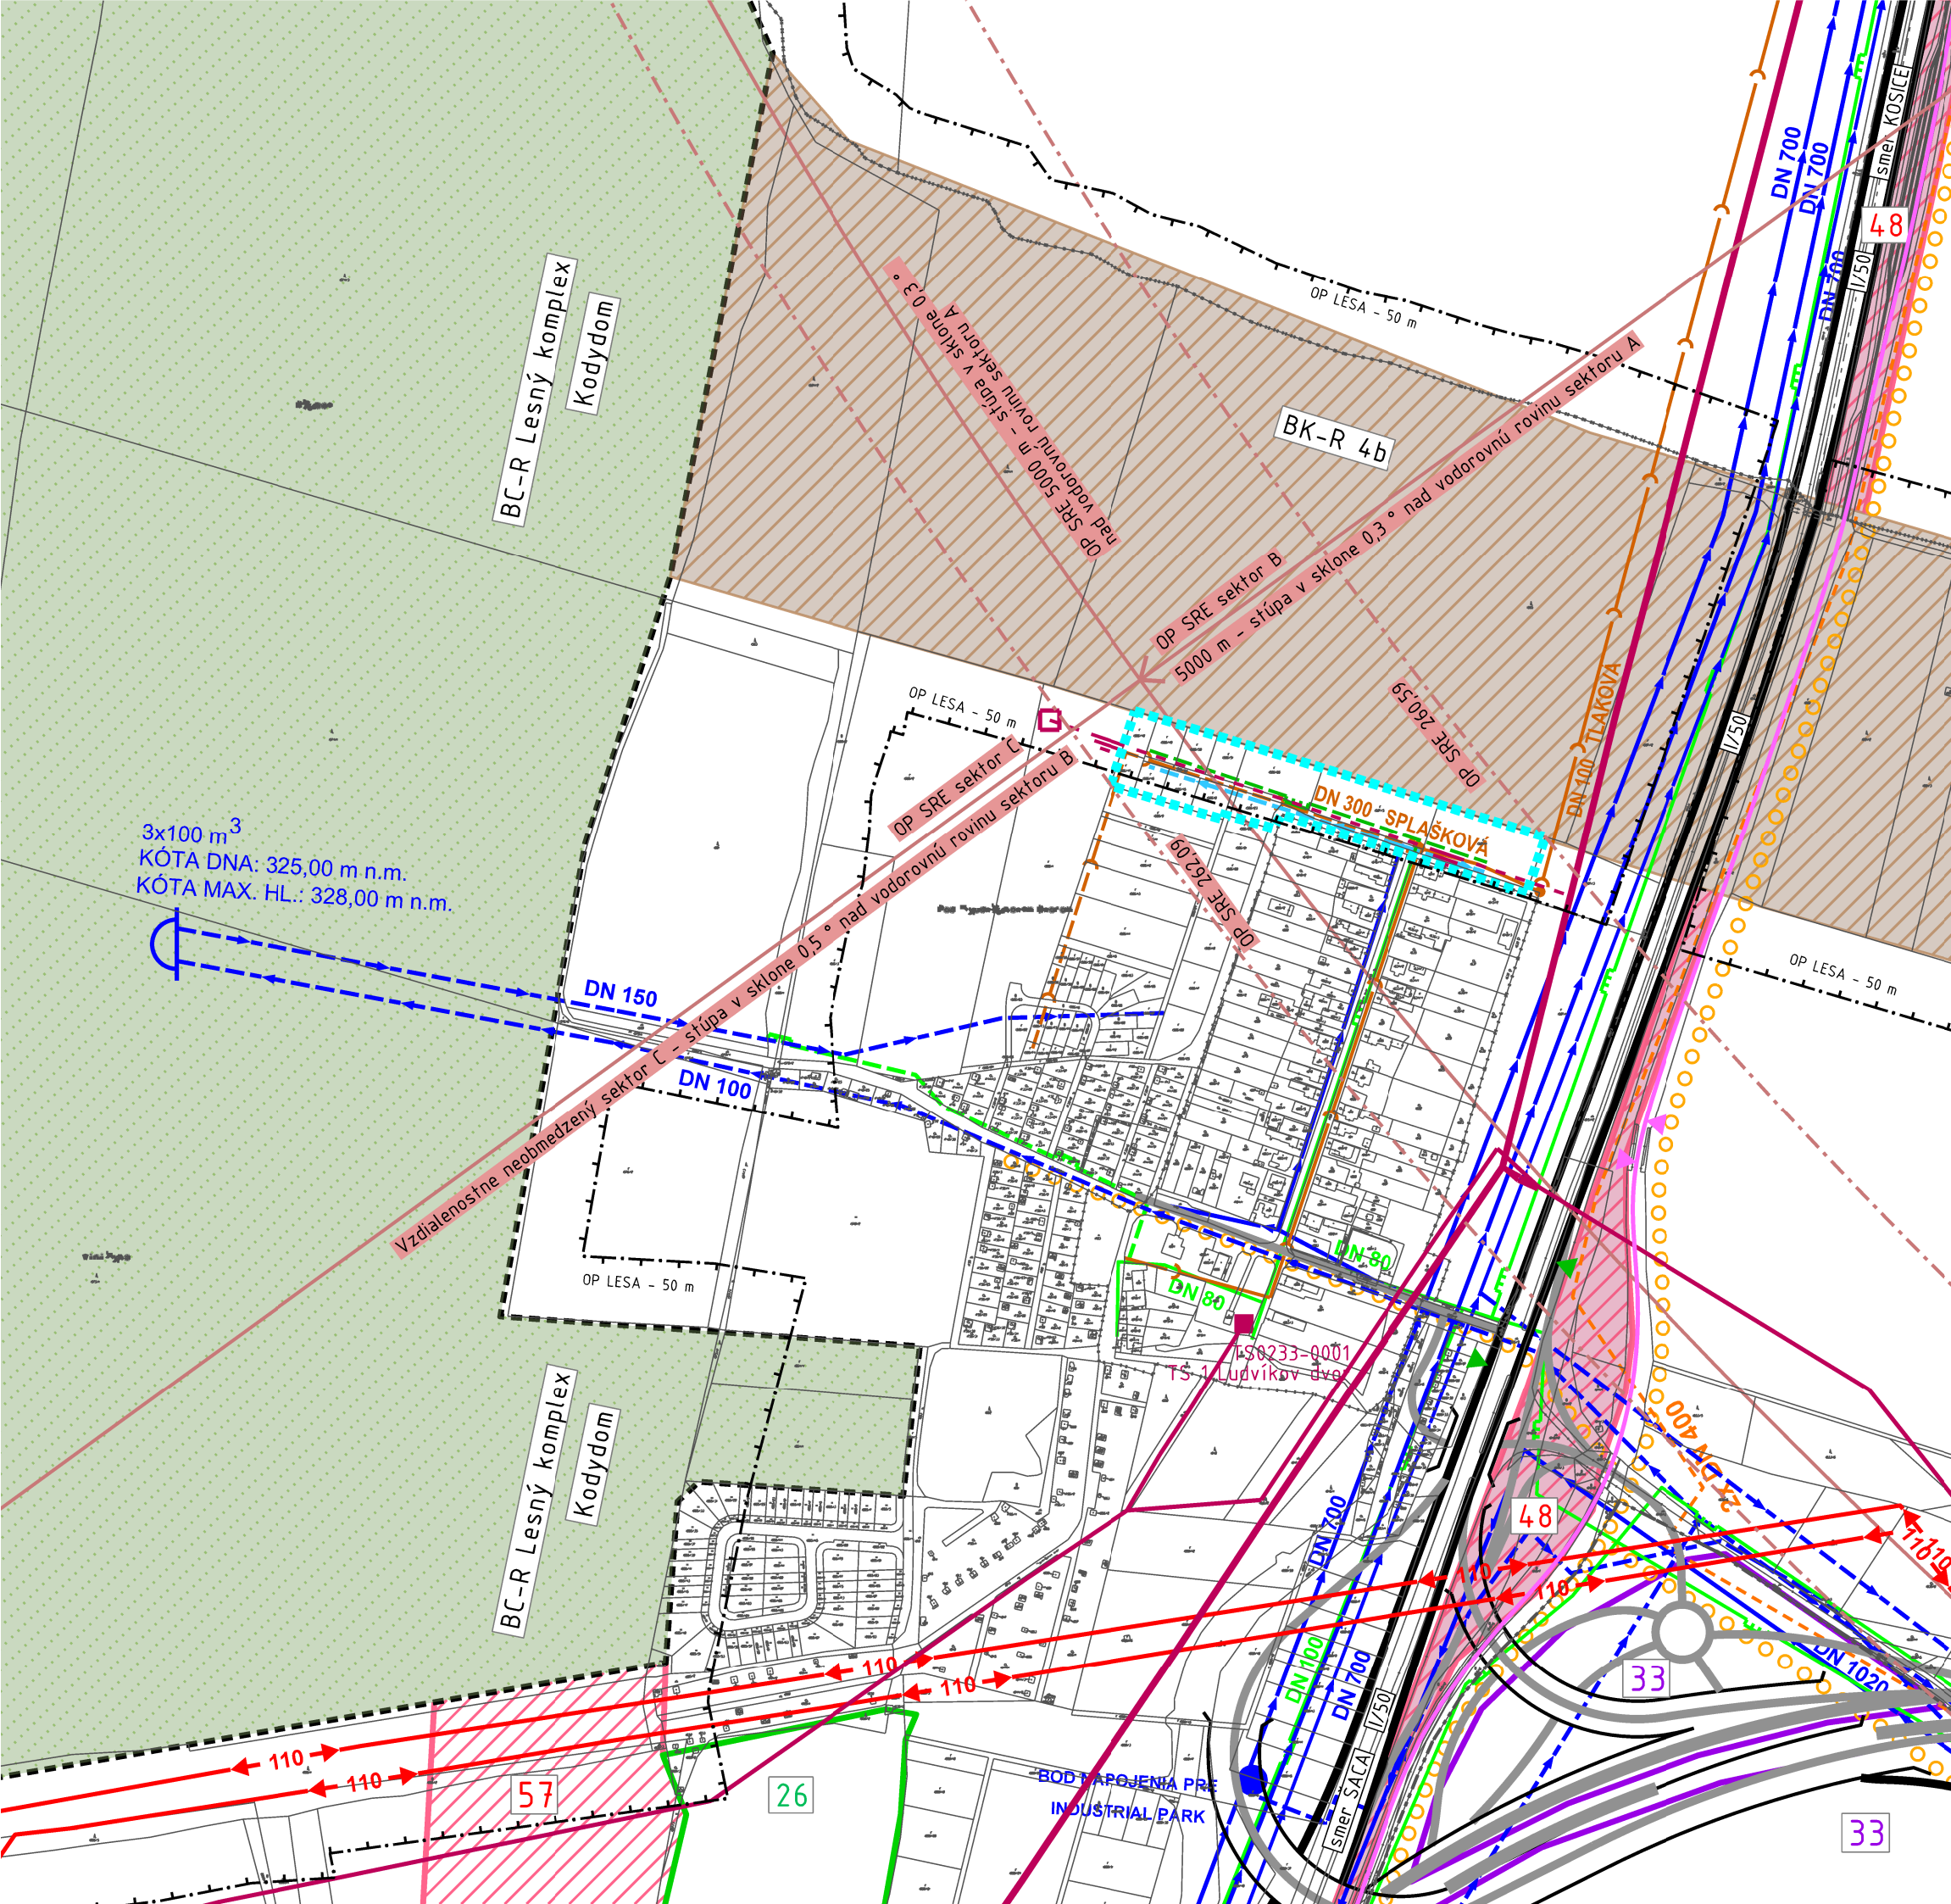 DN 700
DN 700
DN 700
smer KOŠICE
48
I/50
BC-R Lesný komplex
Kodydom
OP SRE 5000 m - stúpa v sklone 0,3 °
nad vodorovnú rovinu sektoru A
OP LESA - 50 m
BK-R 4b
OP SRE sektor B
5000 m - stúpa v sklone 0,3 ° nad vodorovnú rovinu sektoru A
OP SRE 260,59
DN 100 TLAKOVÁ
I/50
OP LESA - 50 m
OP SRE sektor C
Vzdialenostne neobmedzený sektor C - stúpa v sklone 0,5 ° nad vodorovnú rovinu sektoru B
DN 300 - SPLAŠKOVÁ
OP SRE 262,09
3x100 m3
KÓTA DNA: 325,00 m n.m.
KÓTA MAX. HL.: 328,00 m n.m.
OP LESA - 50 m
DN 150
DN 100
OP LESA - 50 m
DN 80
DN 80
TS0233-0001
TS 1 Ludvíkov dvor
BC-R Lesný komplex
Kodydom
2x DN 400
48
DN 700
110
110
110
110
110
110
110
110
DN 100
DN 700
33
DN 1020
57
26
BOD NAPOJENIA PRE
INDUSTRIAL PARK
smer ŠACA
I/50
33